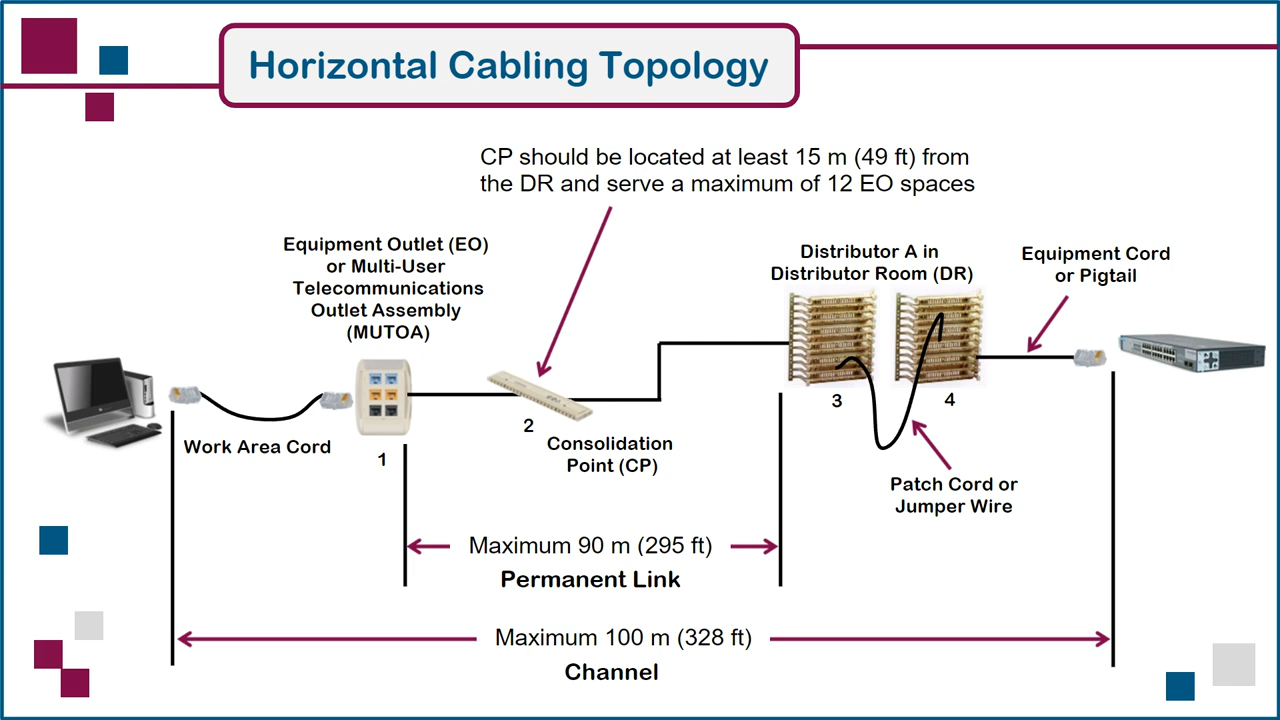 Horizontal Cabling Topology
CP should be located at least 15 m (49 ft) from
the DR and serve a maximum of 12 EO spaces
Equipment Outlet (EO)
or Multi-User
Telecommunications
Outlet Assembly
(MUTOA)
Distributor A in
Distributor Room (DR)
Equipment Cord
or Pigtail
Work Area Cord
1
2
Consolidation
Point (CP)
3
4
Patch Cord or
Jumper Wire
Maximum 90 m (295 ft)
Permanent Link
Maximum 100 m (328 ft)
Channel